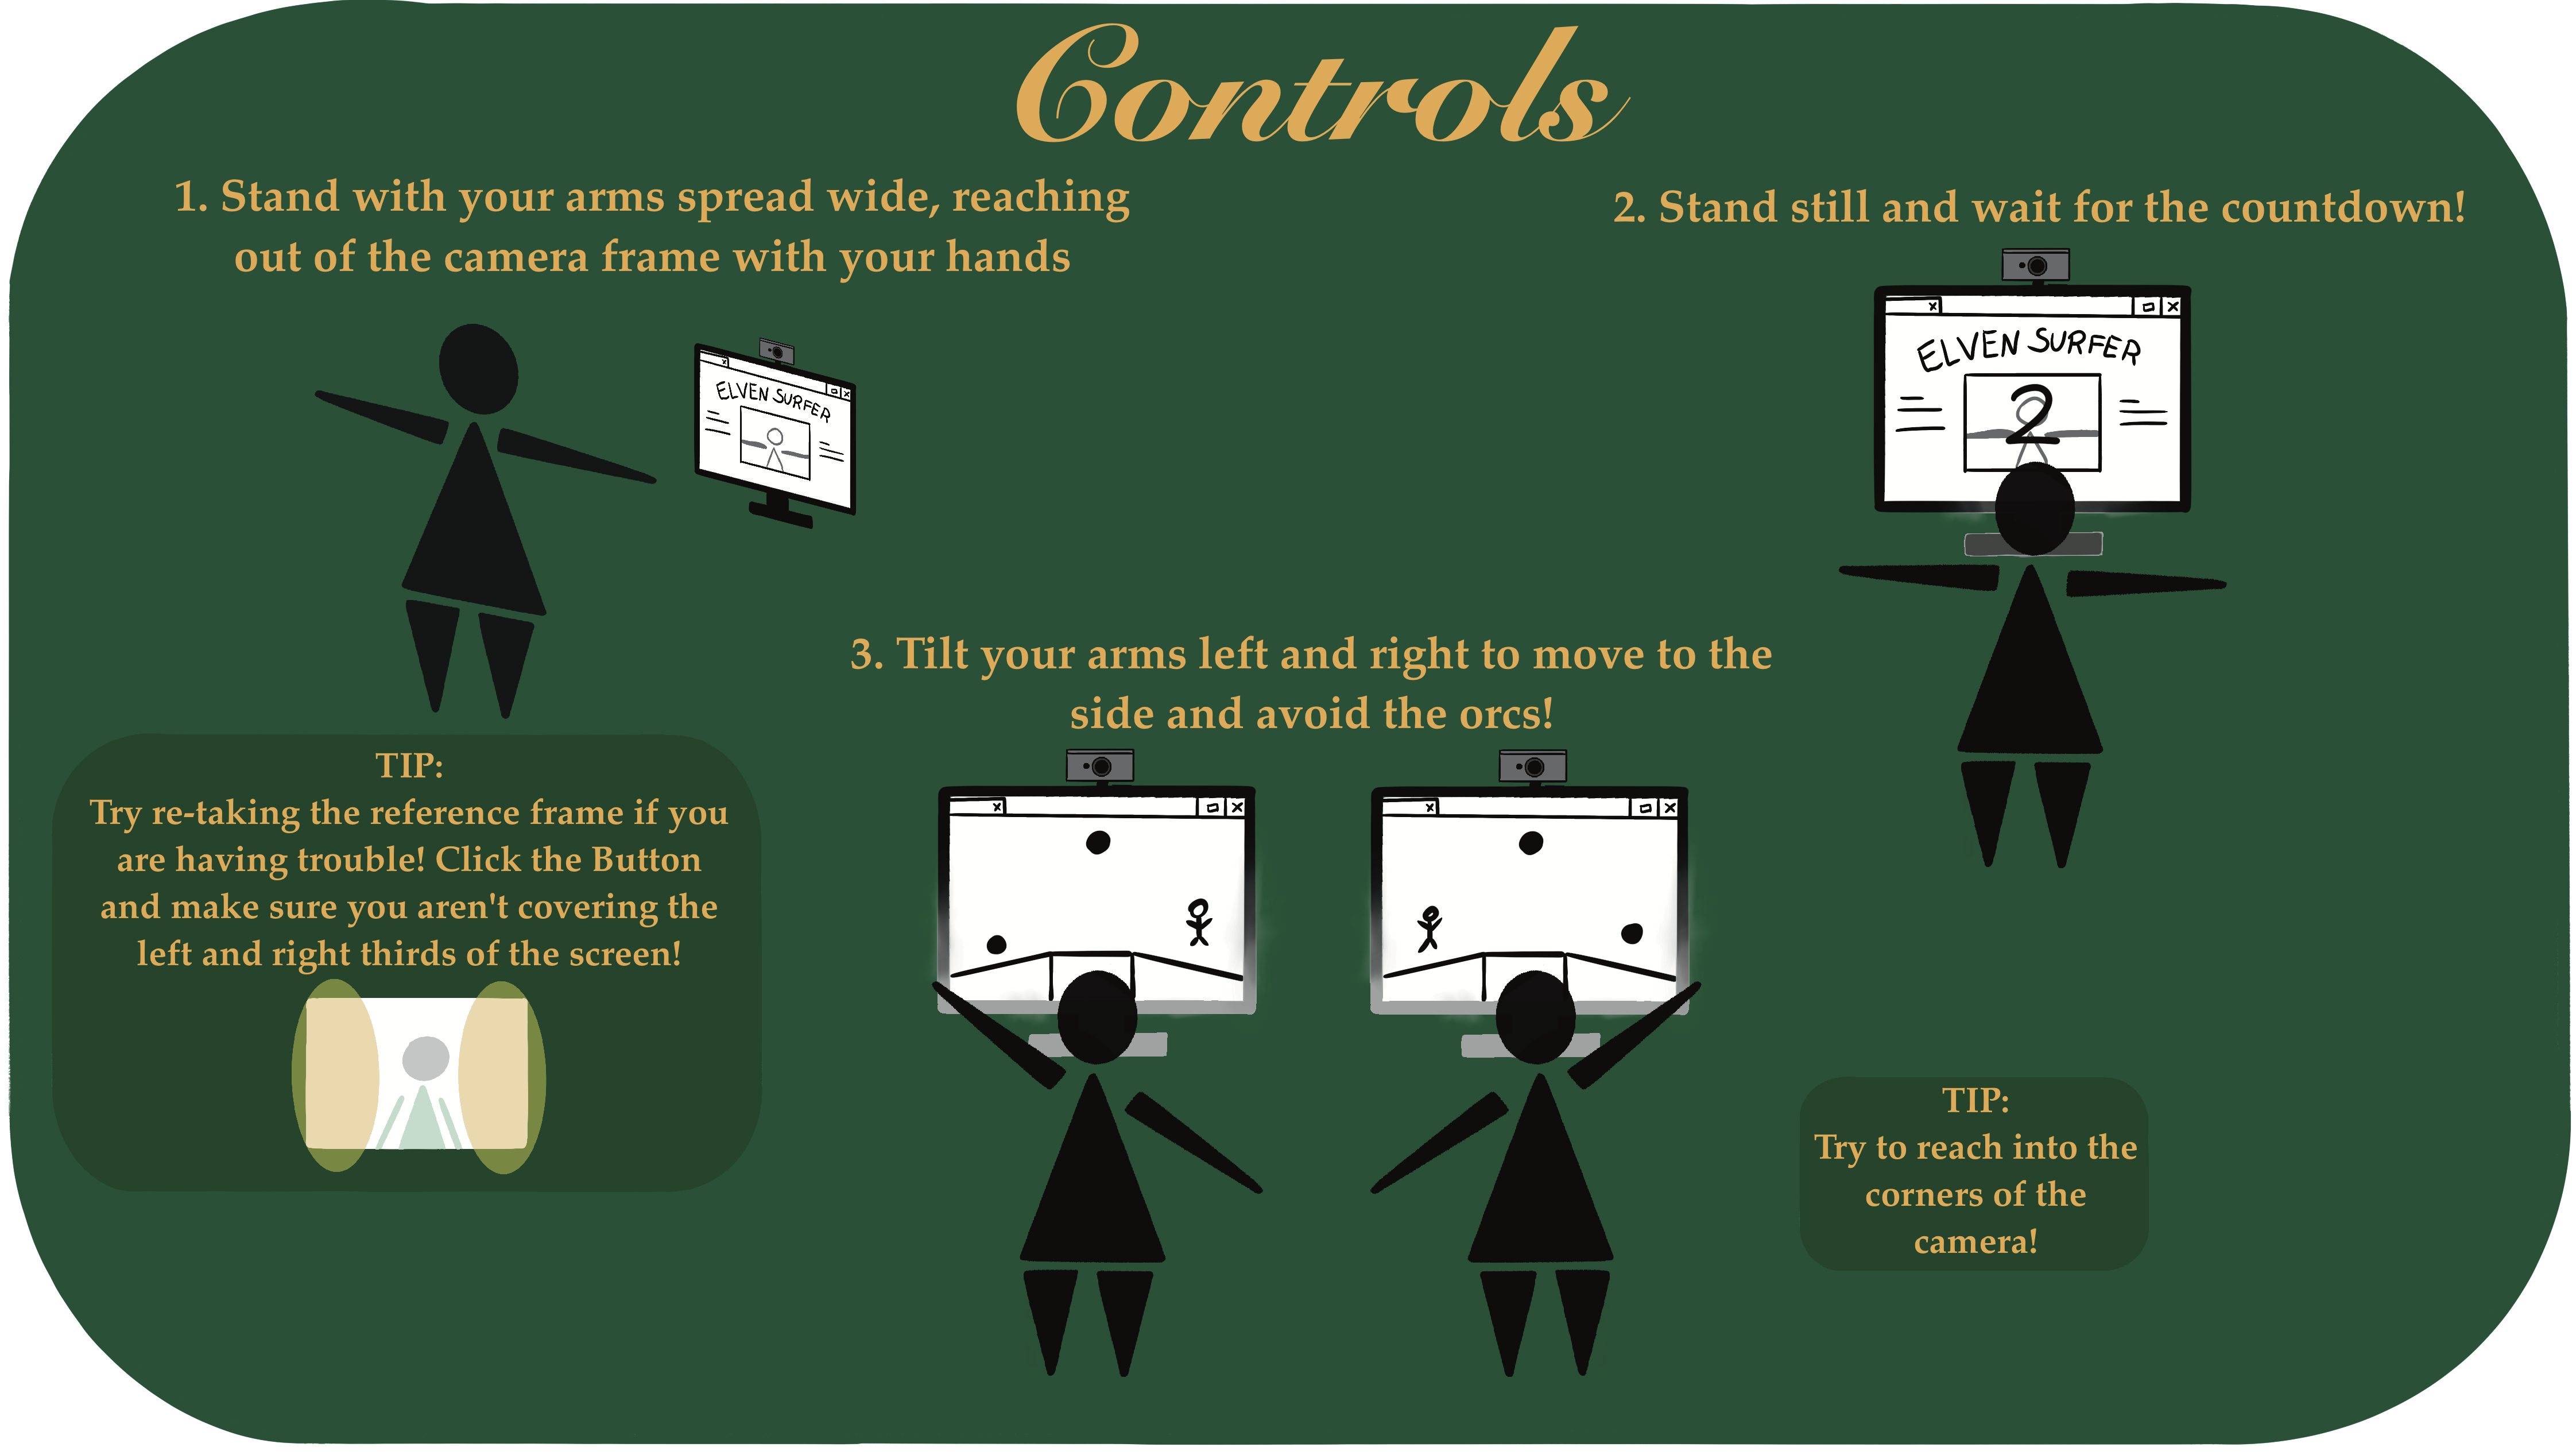 Controls
1. Stand with your arms spread wide, reaching
out of the camera frame with your hands
ELVEN SURFER
2. Stand still and wait for the countdown!
ELVEN SURFER
2
3. Tilt your arms left and right to move to the
side and avoid the orcs!
TIP:
Try re-taking the reference frame if you
are having trouble! Click the Button
and make sure you aren't covering the
left and right thirds of the screen!
TIP:
Try to reach into the
corners of the
camera!